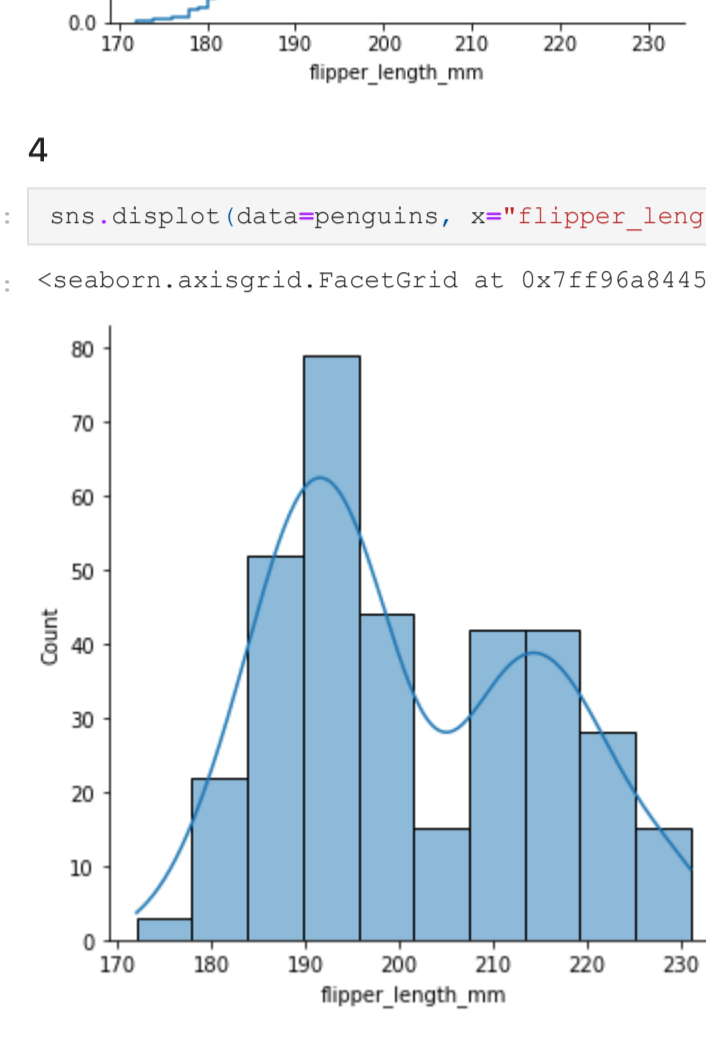 0.0
170 180 190 200 210 220 230
flipper_length_mm
4
: sns.displot(data=penguins, x="flipper_leng
: <seaborn.axisgrid.FacetGrid at 0x7ff96a8445
80
70
60
50
Count
40
30
20
10
0
170 180 190 200 210 220 230
flipper_length_mm